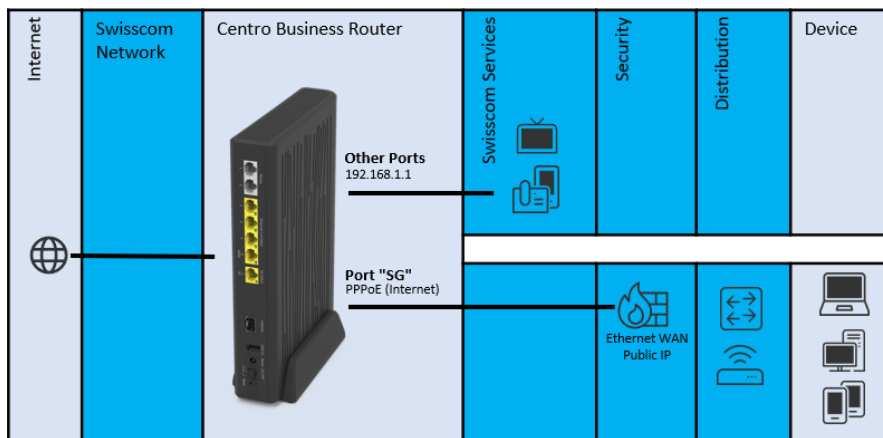 Internet
Swisscom
Network
Centro Business Router
Swisscom Services
Security
Distribution
Device
Other Ports
192.168.1.1
Port "SG"
PPPoE (Internet)
Ethernet WAN
Public IP